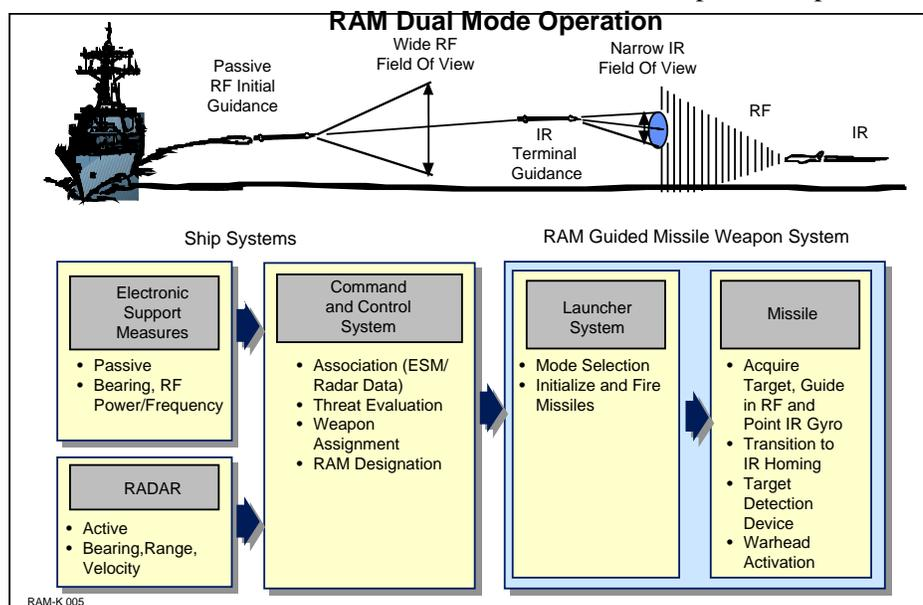 RAM Dual Mode Operation
Passive
RF Initial
Guidance
Wide RF
Field Of View
IR
Terminal
Guidance
Narrow IR
Field Of View
RF
IR
Ship Systems
RAM Guided Missile Weapon System
Electronic
Support
Measures
• Passive
• Bearing, RF
Power/Frequency
RADAR
• Active
• Bearing,Range,
Velocity
Command
and Control
System
• Association (ESM/
Radar Data)
• Threat Evaluation
• Weapon
Assignment
• RAM Designation
Launcher
System
• Mode Selection
• Initialize and Fire
Missiles
Missile
• Acquire
Target, Guide
in RF and
Point IR Gyro
• Transition to
IR Homing
• Target
Detection
Device
• Warhead
Activation
RAM-K 005